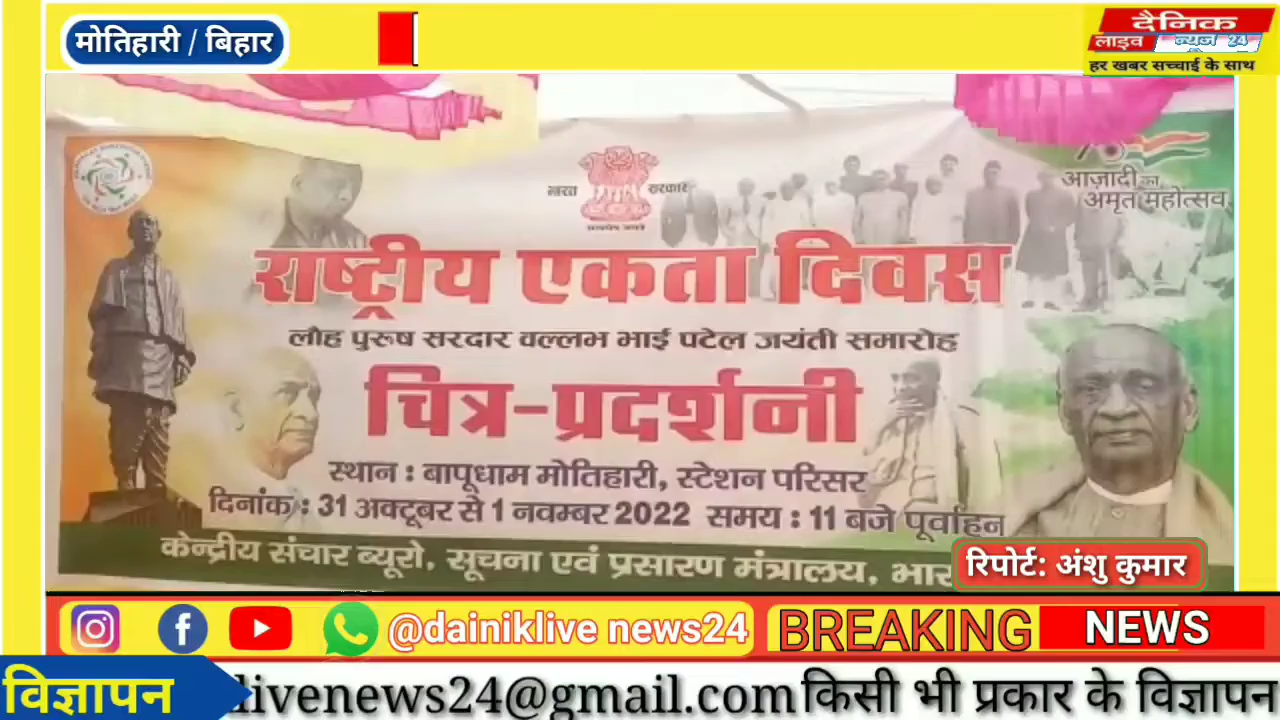 मोतिहारी / बिहार
दैनिक
लाइव न्यूज 24
हर खबर सच्चाई के साथ
भारत सरकार
आज़ादी का
अमृत महोत्सव
राष्ट्रीय एकता दिवस
लौह पुरुष सरदार वल्लभ भाई पटेल जयंती समारोह
चित्र-प्रदर्शनी
स्थान : बापूधाम मोतिहारी, स्टेशन परिसर
दिनांक : 31 अक्टूबर से 1 नवम्बर 2022 समय : 11 बजे पूर्वाहन
केन्द्रीय संचार ब्यूरो, सूचना एवं प्रसारण मंत्रालय,
रिपोर्ट: अंशु कुमार
@dainiklive news24
BREAKING NEWS
विज्ञापन livenews24@gmail.com किसी भी प्रकार के विज्ञापन